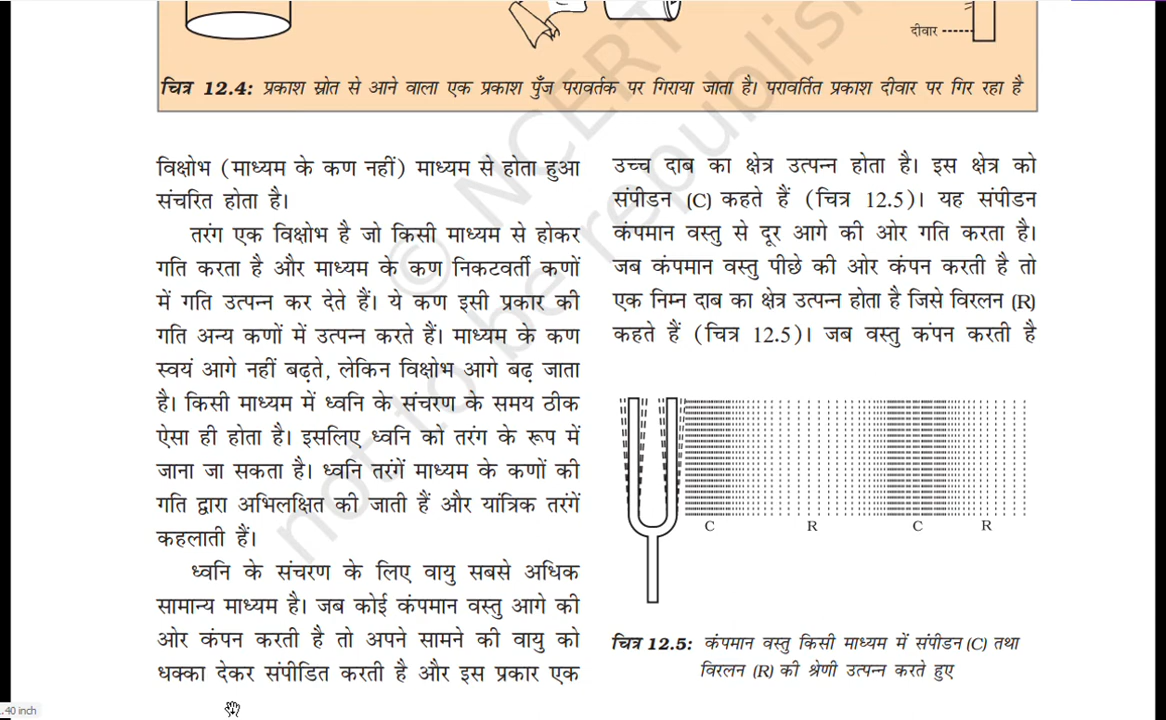 दीवार
चित्र 12.4: प्रकाश स्रोत से आने वाला एक प्रकाश पुँज परावर्तक पर गिराया जाता है। परावर्तित प्रकाश दीवार पर गिर रहा है
विक्षोभ (माध्यम के कण नहीं) माध्यम से होता हुआ
संचरित होता है।
तरंग एक विक्षोभ है जो किसी माध्यम से होकर
गति करता है और माध्यम के कण निकटवर्ती कणों
में गति उत्पन्न कर देते हैं। ये कण इसी प्रकार की
गति अन्य कणों में उत्पन्न करते हैं। माध्यम के कण
स्वयं आगे नहीं बढ़ते, लेकिन विक्षोभ आगे बढ़ जाता
है। किसी माध्यम में ध्वनि के संचरण के समय ठीक
ऐसा ही होता है। इसलिए ध्वनि को तरंग के रूप में
जाना जा सकता है। ध्वनि तरंगें माध्यम के कणों की
गति द्वारा अभिलक्षित की जाती हैं और यांत्रिक तरंगें
कहलाती हैं।
ध्वनि के संचरण के लिए वायु सबसे अधिक
सामान्य माध्यम है। जब कोई कंपमान वस्तु आगे की
ओर कंपन करती है तो अपने सामने की वायु को
धक्का देकर संपीडित करती है और इस प्रकार एक
उच्च दाब का क्षेत्र उत्पन्न होता है। इस क्षेत्र को
संपीडन (C) कहते हैं (चित्र 12.5)। यह संपीडन
कंपमान वस्तु से दूर आगे की ओर गति करता है।
जब कंपमान वस्तु पीछे की ओर कंपन करती है तो
एक निम्न दाब का क्षेत्र उत्पन्न होता है जिसे विरलन (R)
कहते हैं (चित्र 12.5)। जब वस्तु कंपन करती है
C R C R
चित्र 12.5: कंपमान वस्तु किसी माध्यम में संपीडन (C) तथा
विरलन (R) की श्रेणी उत्पन्न करते हुए
© NCERT
not to be republis
.40 inch